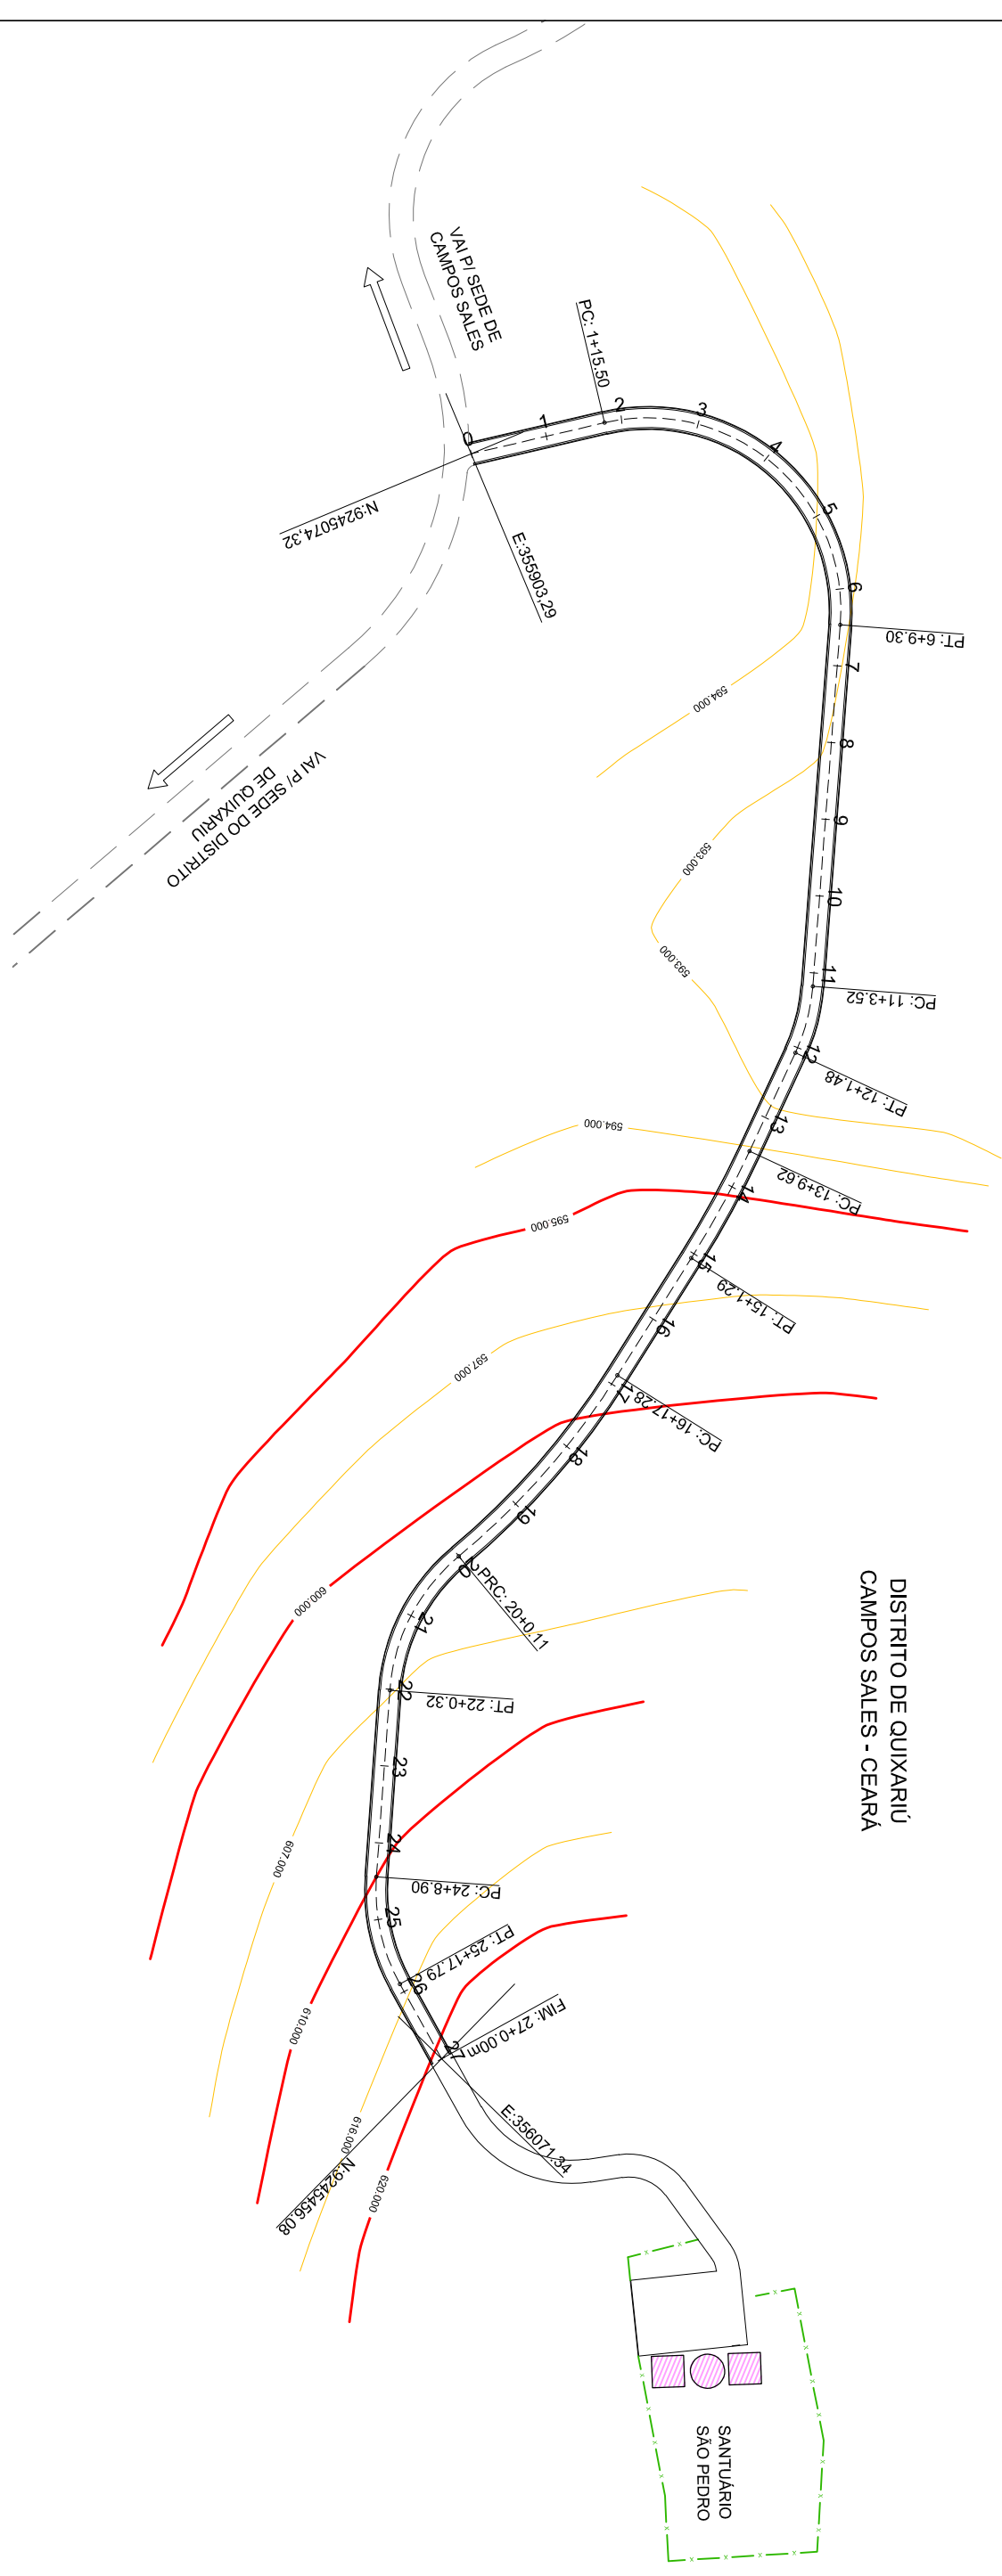 VAI P/ SEDE DE
CAMPOS SALES
PC: 1+15.50
0
1
2
3
4
5
6
N:9245074,32
E:355903,29
PT: 6+9.30
7
594.000
8
VAI P/ SEDE DO DISTRITO
DE QUIXARIU
9
593.000
10
593.000
11
PC: 11+3.52
12
PT: 12+1.48
13
594.000
PC: 13+9.62
14
595.000
15
PT: 15+1.29
16
597.000
17
PC: 16+17.28
18
19
20
PRC: 20+0.11
600.000
21
DISTRITO DE QUIXARIÚ
CAMPOS SALES - CEARÁ
22
PT: 22+0.32
23
24
607.000
PC: 24+8.90
25
PT: 25+17.79
26
FIM: 27+0.00m
27
610.000
E:356071.34
616.000
N:9245456.08
620.000
SANTUÁRIO
SÃO PEDRO